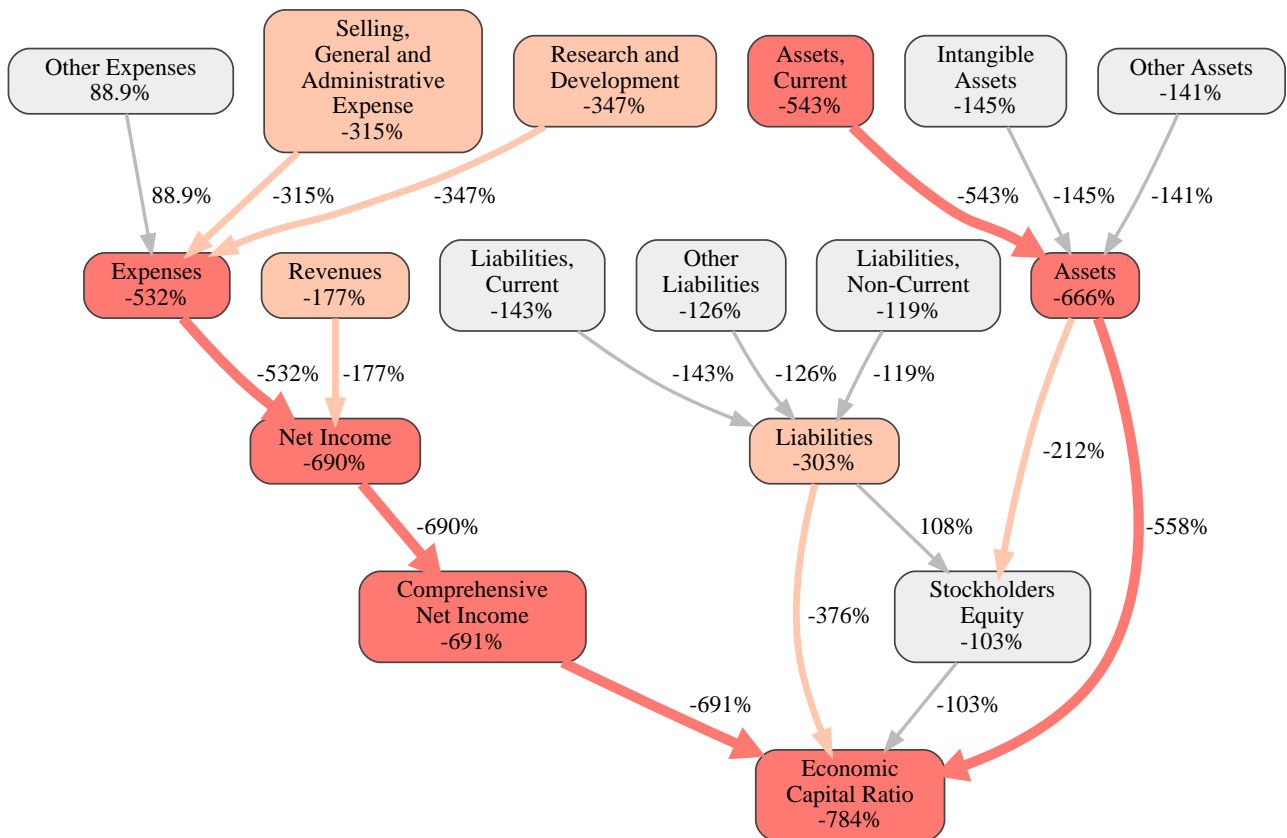 Other Expenses
88.9%
Selling,
General and
Administrative
Expense
-315%
Research and
Development
-347%
Assets,
Current
-543%
Intangible
Assets
-145%
Other Assets
-141%
88.9%
-315%
-347%
-543%
-145%
-141%
Expenses
-532%
Revenues
-177%
Liabilities,
Current
-143%
Other
Liabilities
-126%
Liabilities,
Non-Current
-119%
Assets
-666%
-532%
-177%
-143%
-126%
-119%
Net Income
-690%
Liabilities
-303%
-212%
-690%
108%
-558%
Comprehensive
Net Income
-691%
-376%
Stockholders
Equity
-103%
-691%
-103%
Economic
Capital Ratio
-784%